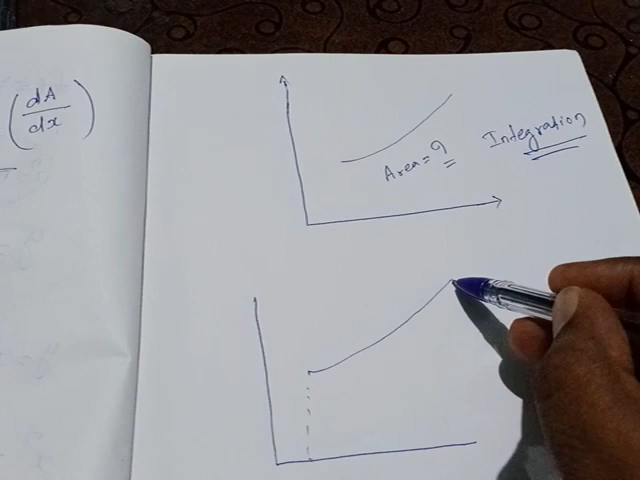 (dA/dx)
Integration
Area = ?